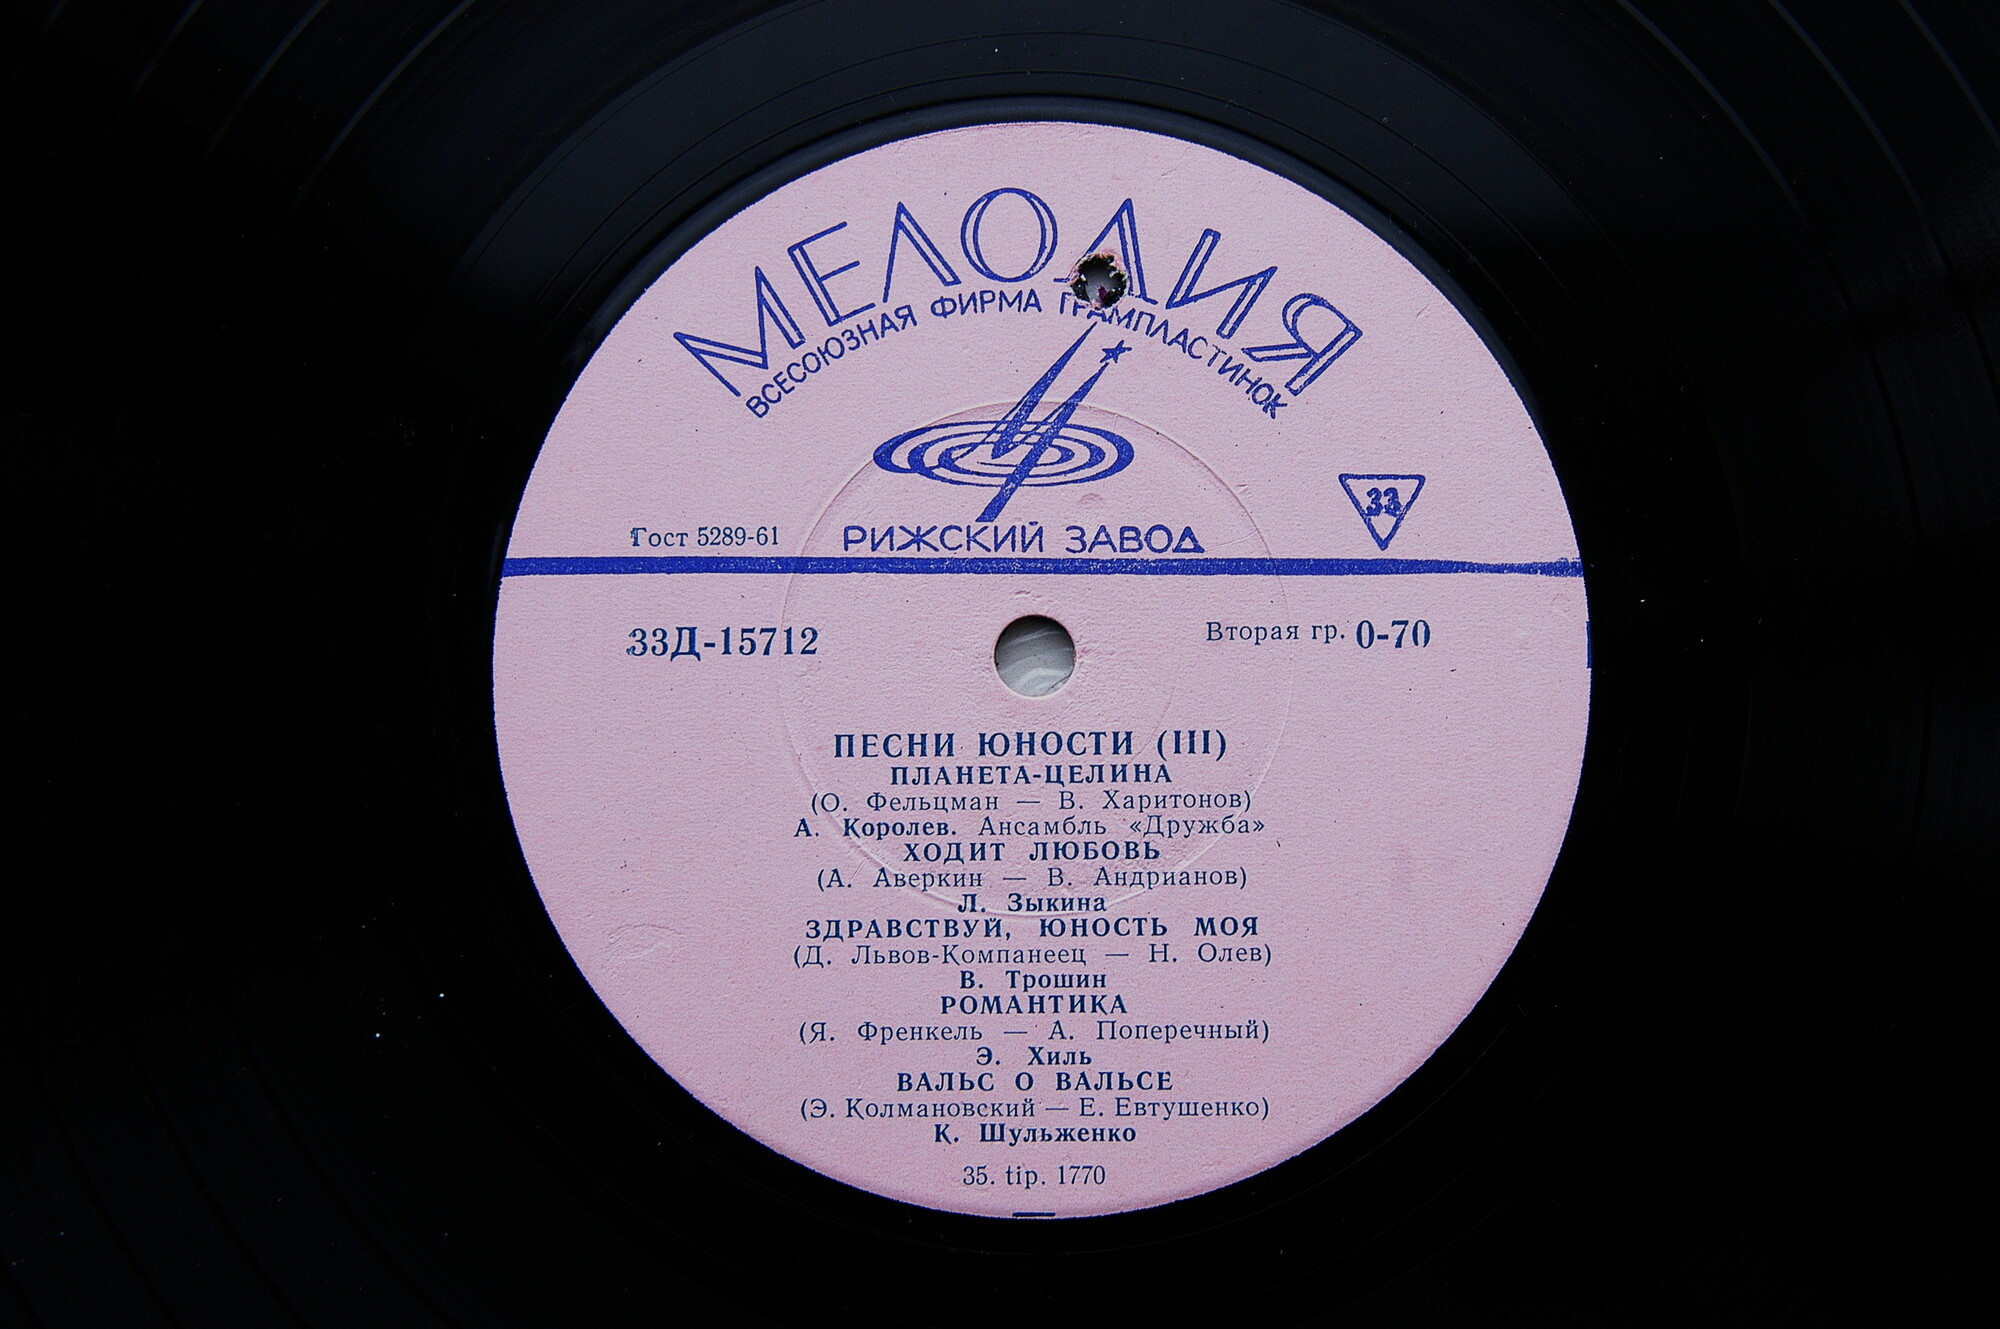 МЕЛОДИЯ
ВСЕСОЮЗНАЯ ФИРМА ГРАМПЛАСТИНОК
33
Гост 5289-61
РИЖСКИЙ ЗАВОД
33Д-15712
Вторая гр. 0-70
ПЕСНИ ЮНОСТИ (III)
ПЛАНЕТА-ЦЕЛИНА
(О. Фельцман — В. Харитонов)
А. Королев. Ансамбль «Дружба»
ХОДИТ ЛЮБОВЬ
(А. Аверкин — В. Андрианов)
Л. Зыкина
ЗДРАВСТВУЙ, ЮНОСТЬ МОЯ
(Д. Львов-Компанеец — Н. Олев)
В. Трошин
РОМАНТИКА
(Я. Френкель — А. Поперечный)
Э. Хиль
ВАЛЬС О ВАЛЬСЕ
(Э. Колмановский — Е. Евтушенко)
К. Шульженко
35. tip. 1770